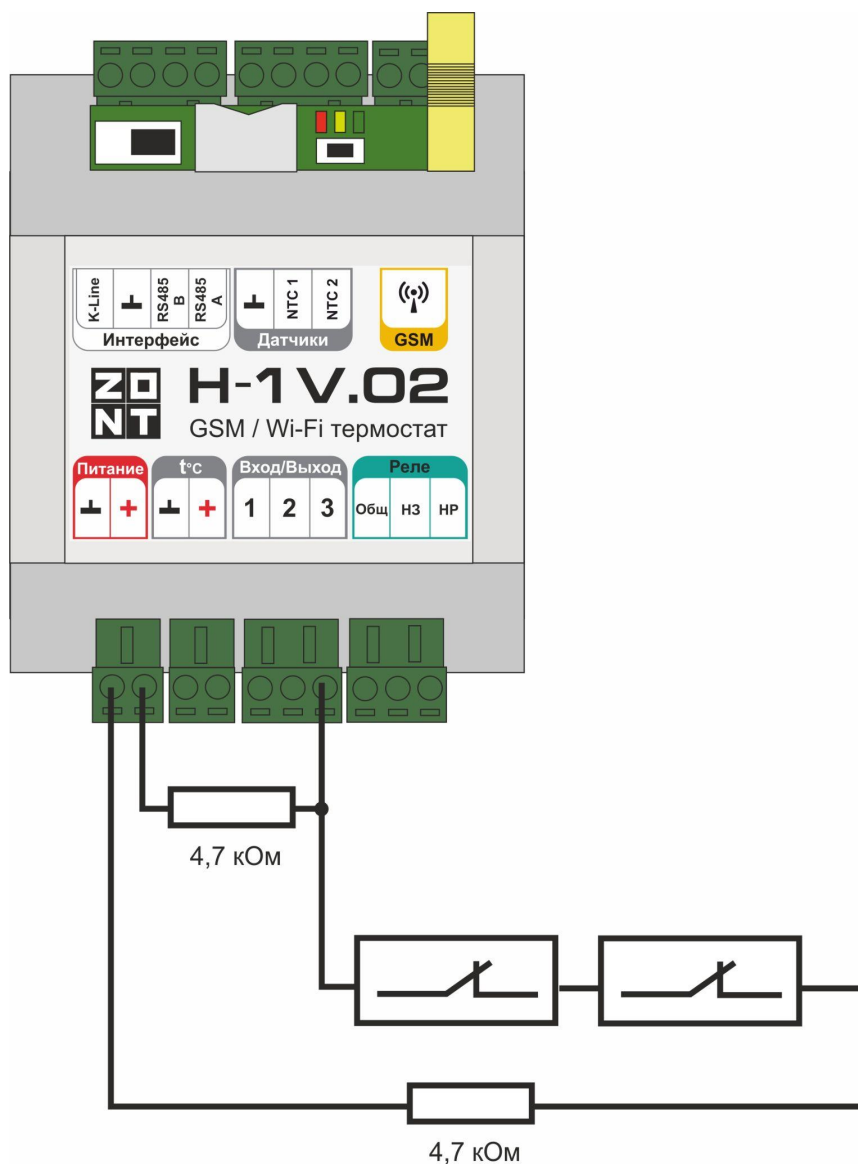 K-Line
RS485 B
RS485 A
NTC 1
NTC 2
Интерфейс
Датчики
GSM
ZONT
H-1V.02
GSM / Wi-Fi термостат
Питание
t°C
Вход/Выход
Реле
+
+
1 2 3
Общ НЗ НР
4,7 кОм
4,7 кОм